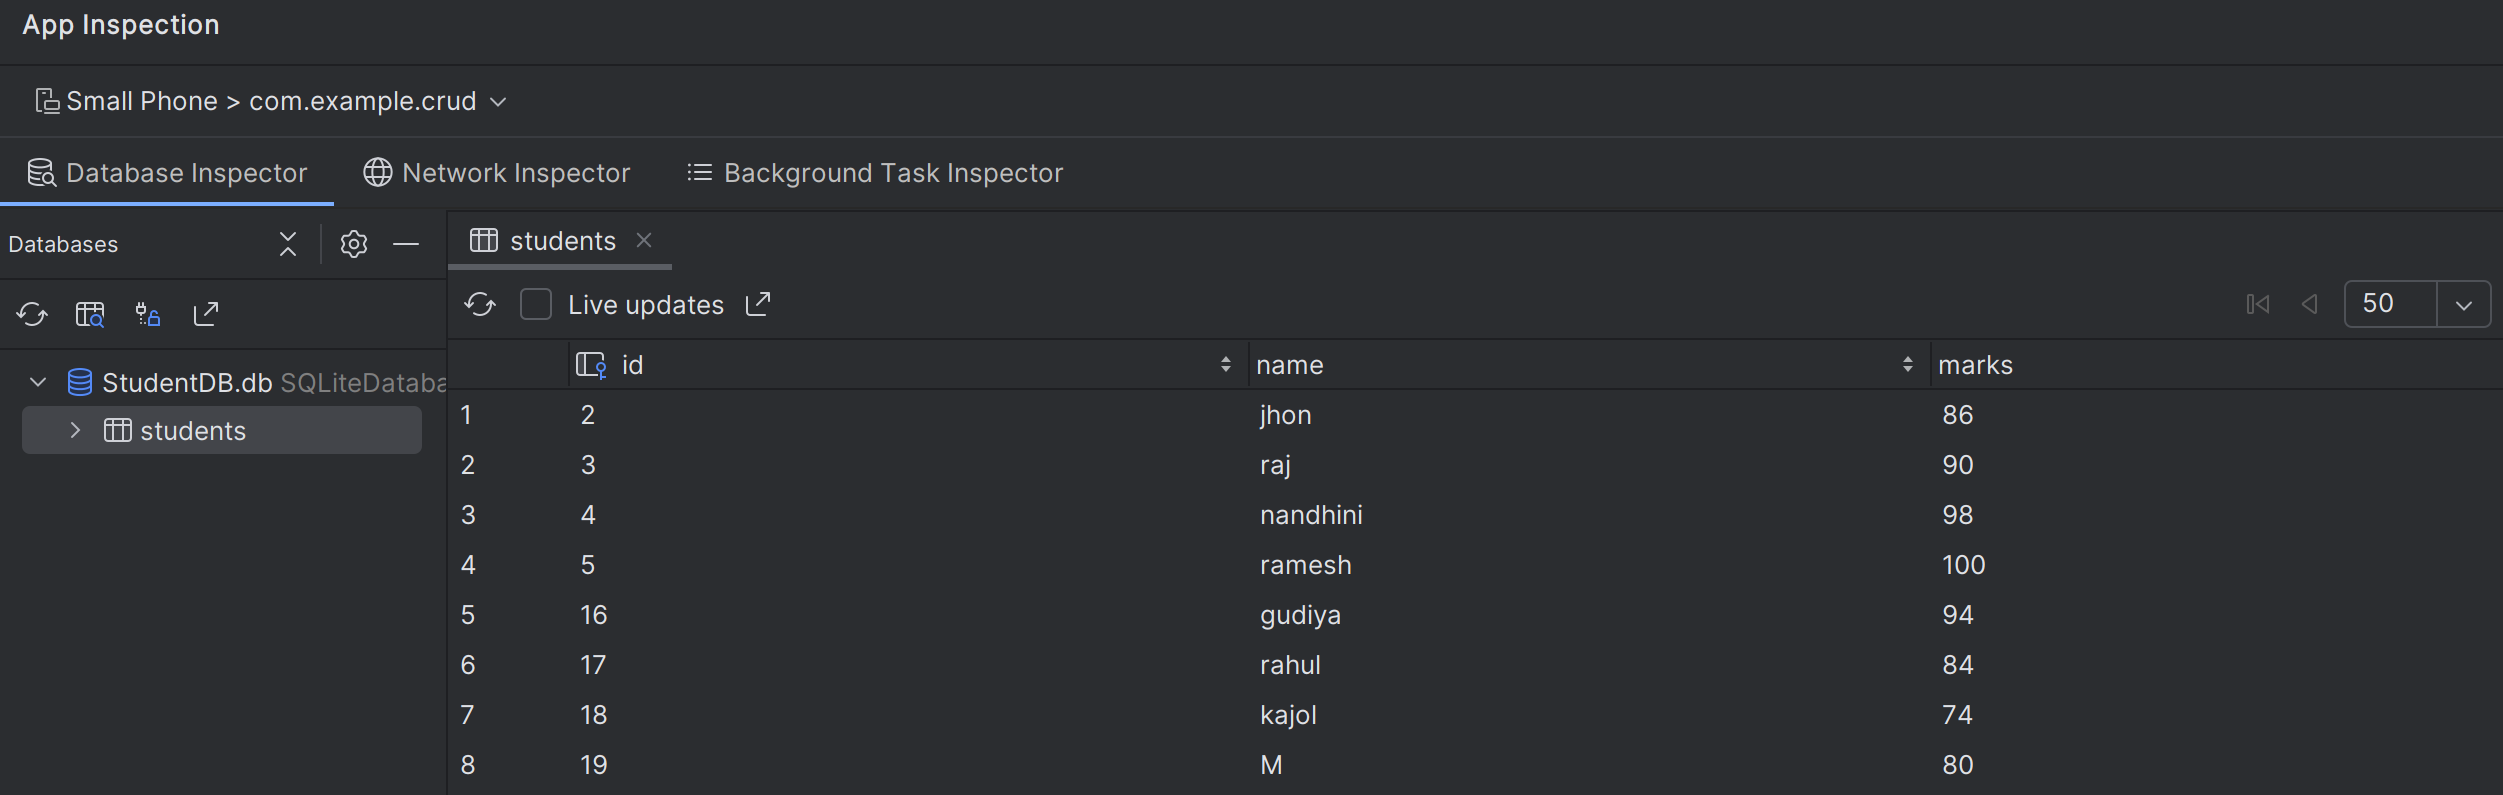 App Inspection
Small Phone > com.example.crud
Database Inspector Network Inspector Background Task Inspector
Databases
students
Live updates 50
StudentDB.db SQLiteDataba
students
id name marks
1 2 jhon 86
2 3 raj 90
3 4 nandhini 98
4 5 ramesh 100
5 16 gudiya 94
6 17 rahul 84
7 18 kajol 74
8 19 M 80